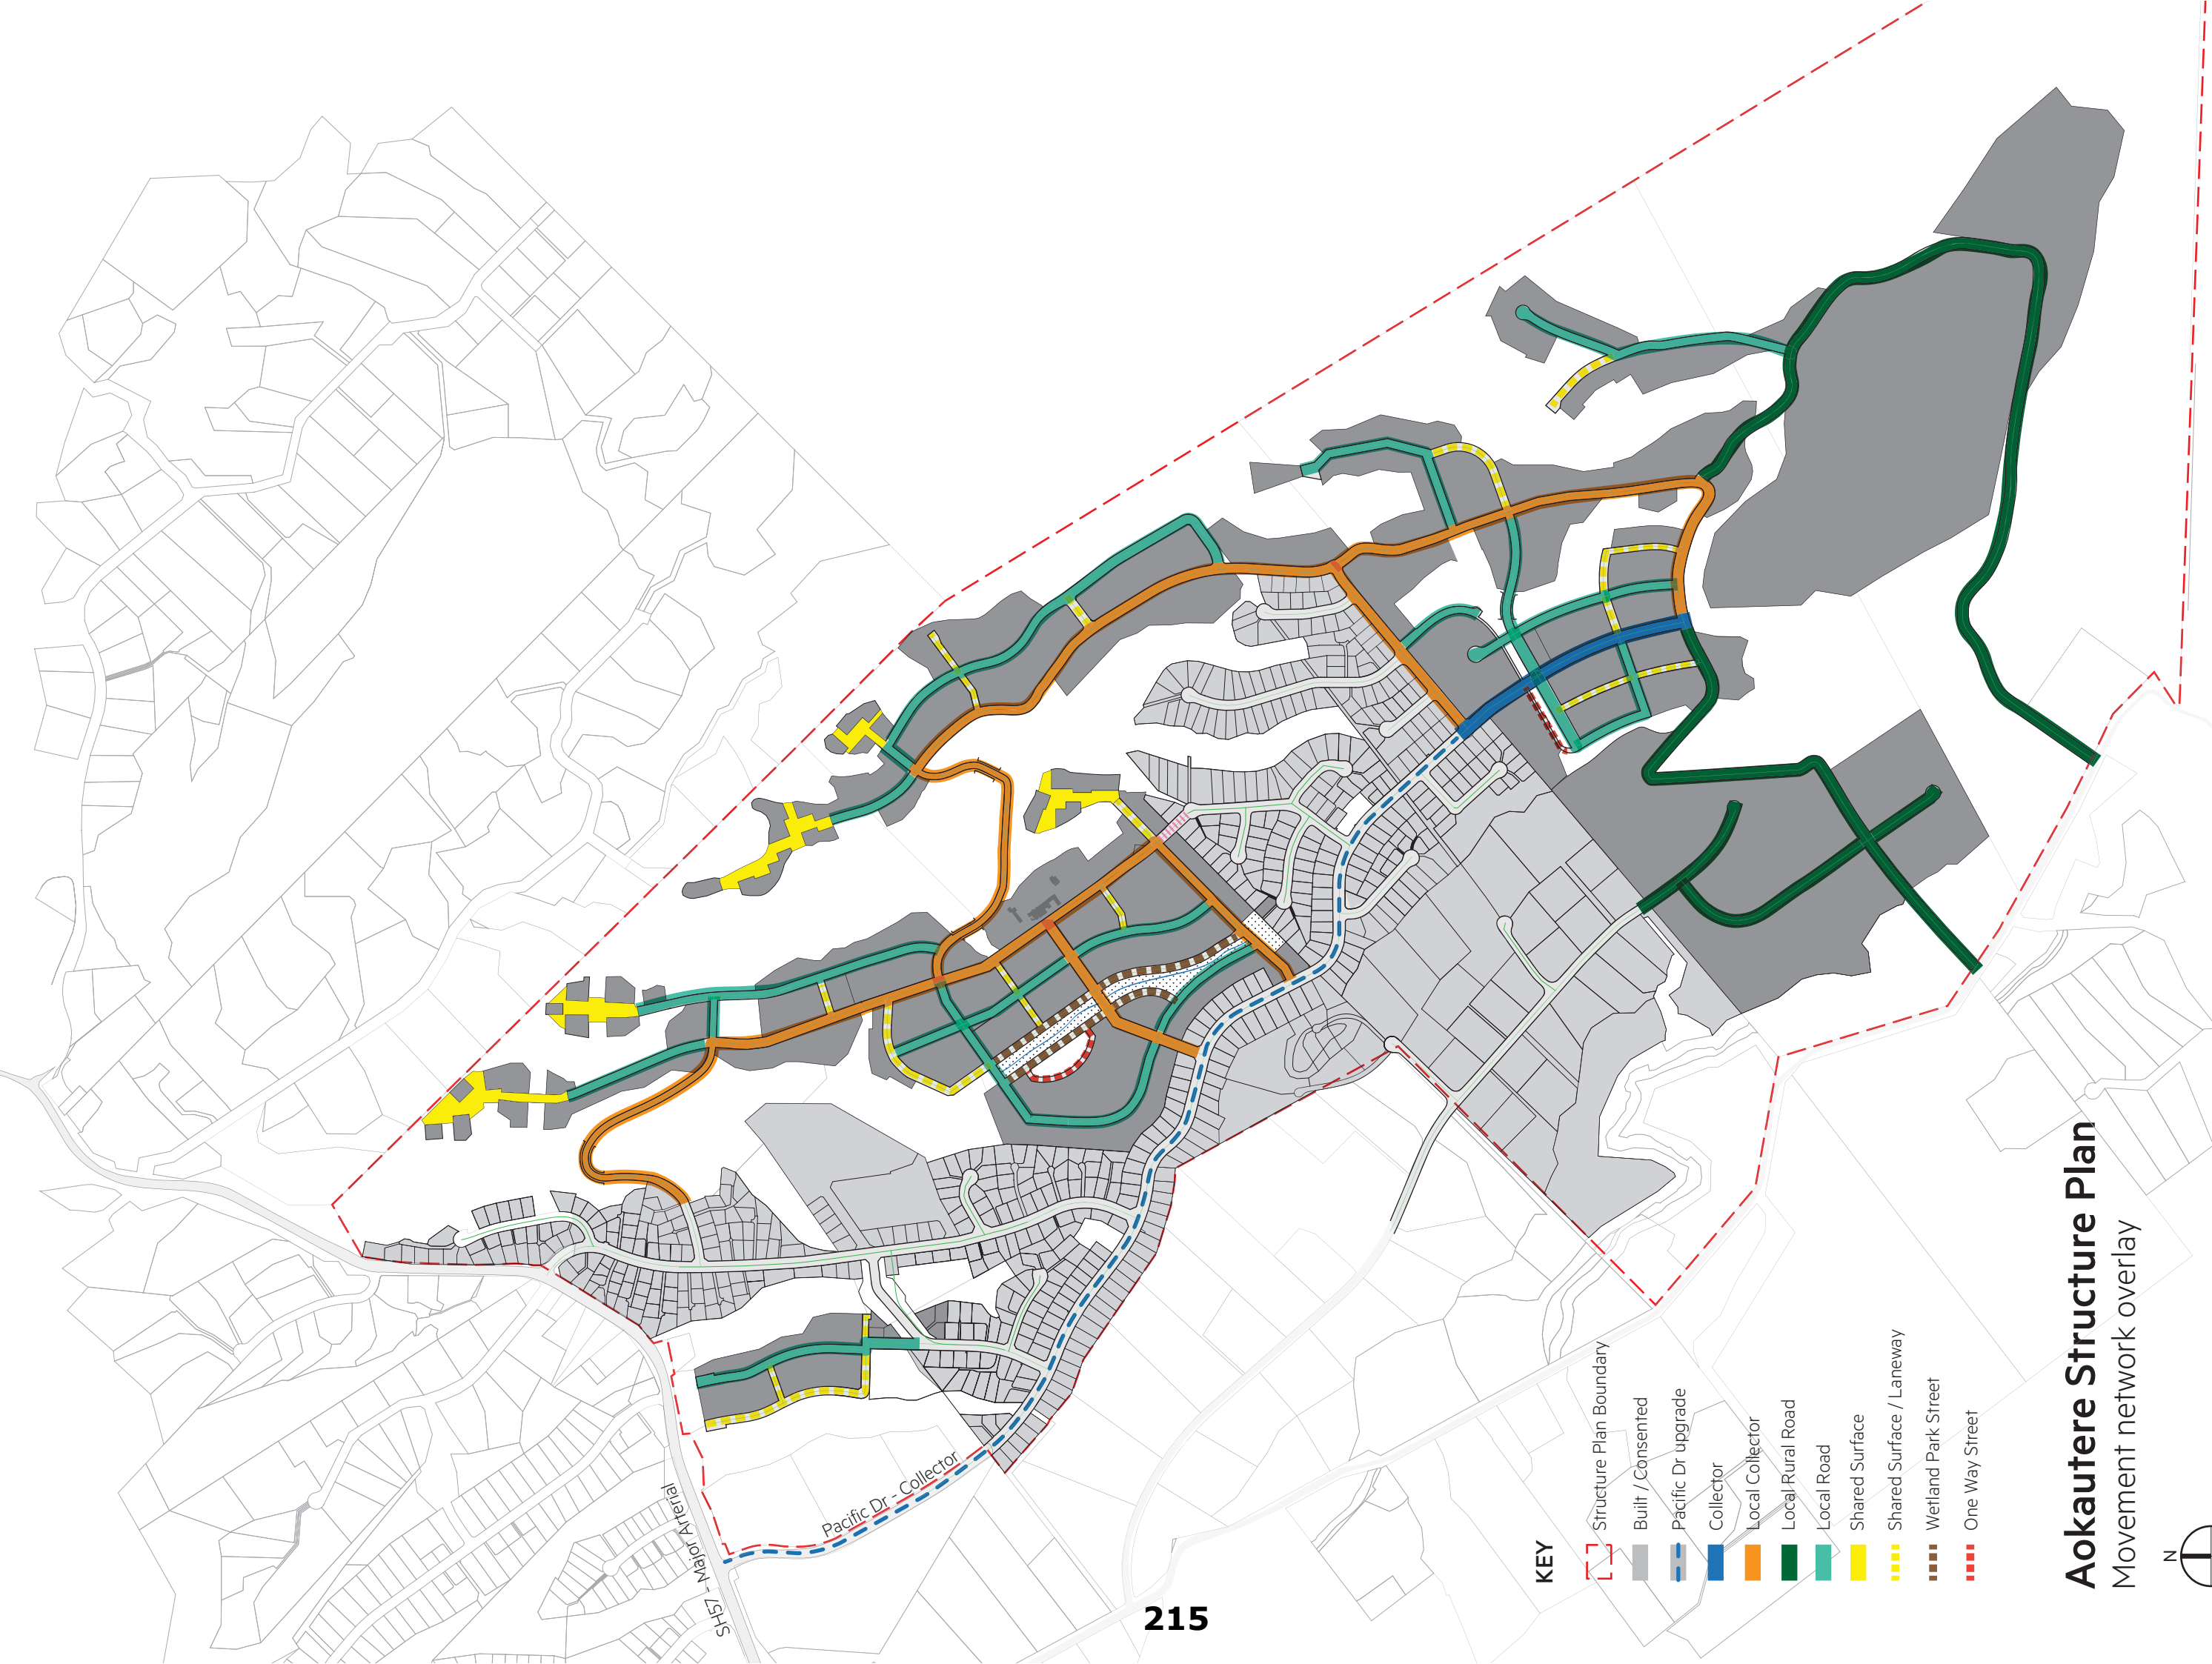 Aokautere Structure Plan
Movement network overlay
KEY
Structure Plan Boundary
Built / Consented
Pacific Dr upgrade
Collector
Local Collector
Local Rural Road
Local Road
Shared Surface
Shared Surface / Laneway
Wetland Park Street
One Way Street
N
SH57 - Major Arterial
Pacific Dr - Collector
215